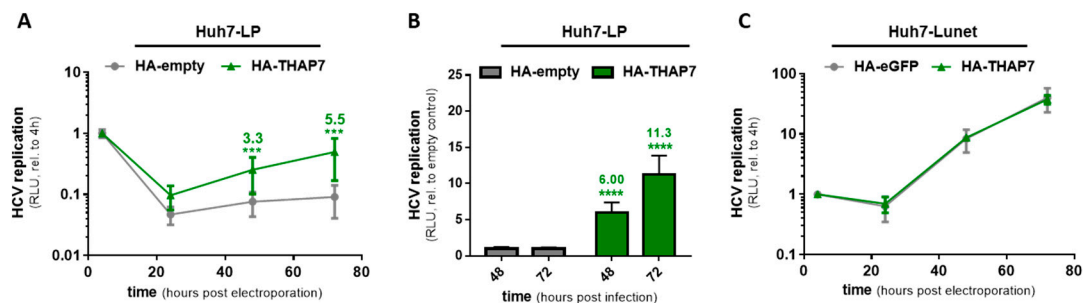 A
Huh7-LP
HA-empty
HA-THAP7
HCV replication
(RLU, rel. to 4h)
10
1
0.1
0.01
3.3
***
5.5
***
0
20
40
60
80
time (hours post electroporation)
B
Huh7-LP
HA-empty
HA-THAP7
HCV replication
(RLU, rel. to empty control)
25
20
15
10
5
0
6.00
****
11.3
****
48
72
48
72
time (hours post infection)
C
Huh7-Lunet
HA-eGFP
HA-THAP7
HCV replication
(RLU, rel. to 4h)
100
10
1
0.1
0
20
40
60
80
time (hours post electroporation)